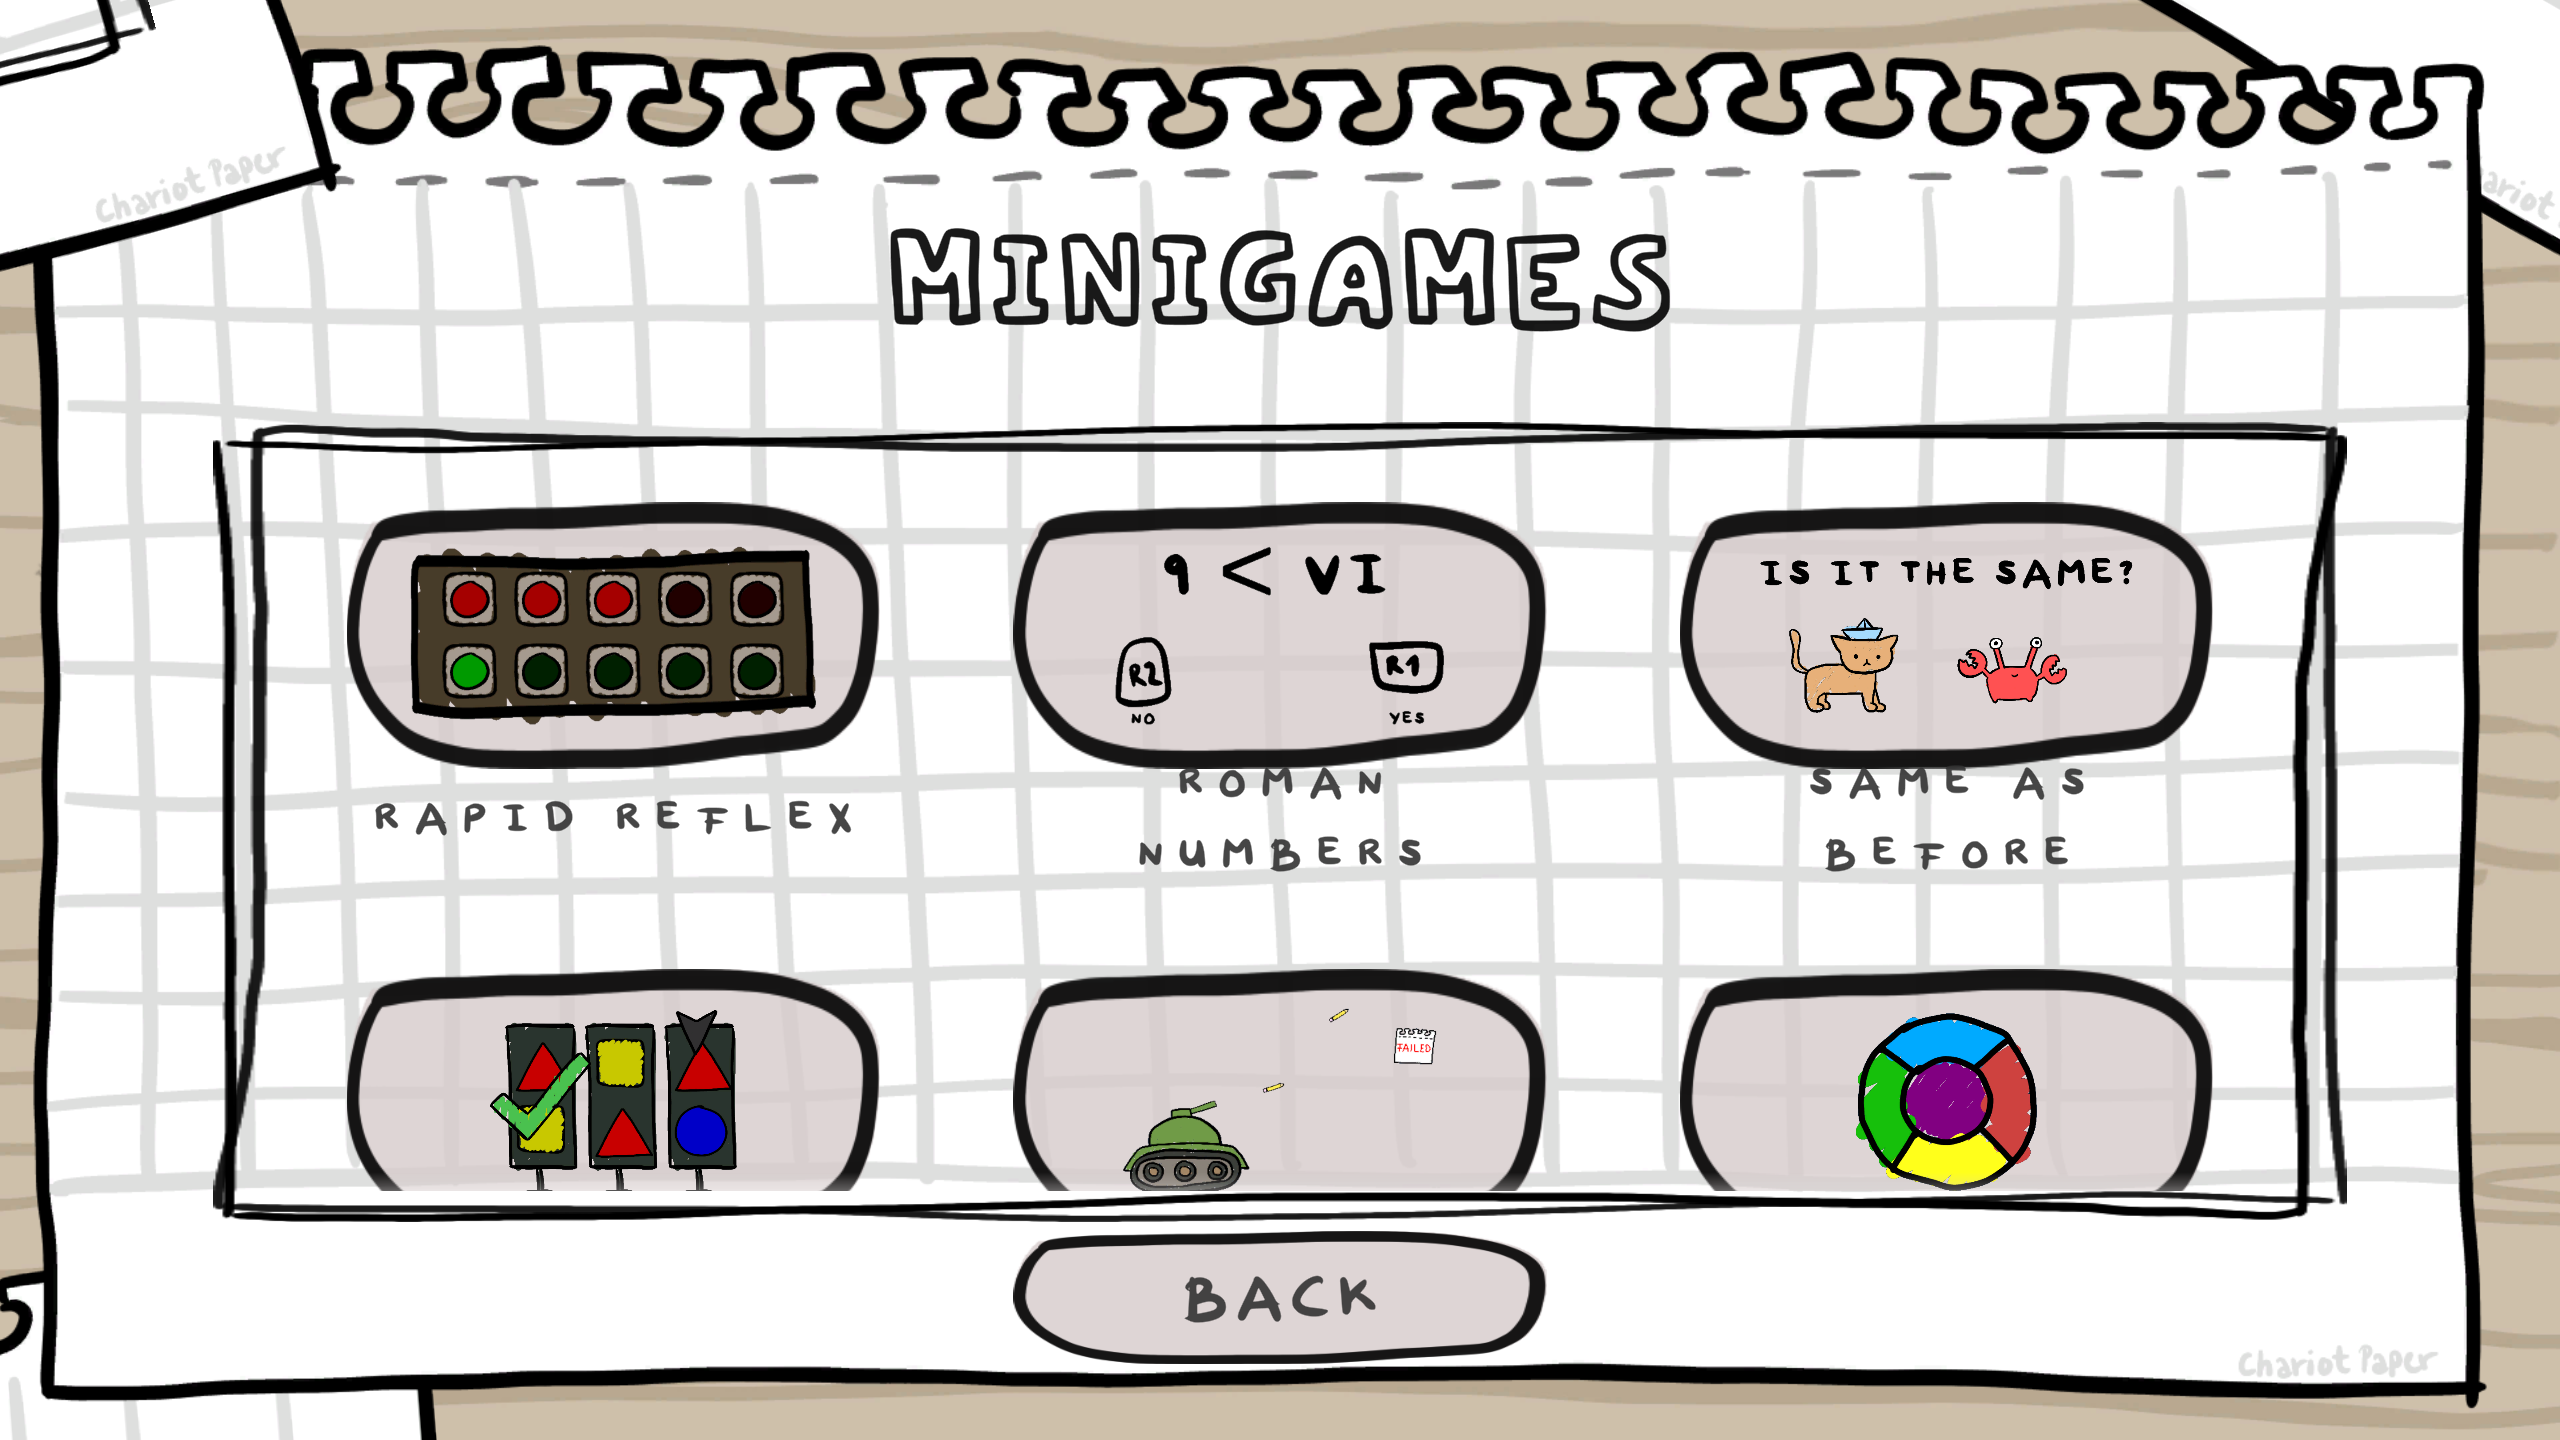 Chariot Paper
ariot
MINIGAMES
9 < VI
R2
R1
NO
YES
IS IT THE SAME?
RAPID REFLEX
ROMAN
NUMBERS
SAME AS
BEFORE
FAILED
BACK
Chariot Paper